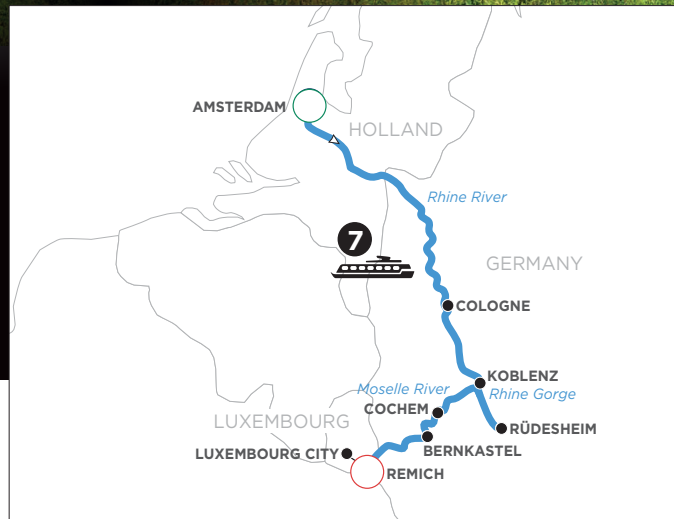 AMSTERDAM
HOLLAND
Rhine River
7
GERMANY
COLOGNE
KOBLENZ
Moselle River
Rhine Gorge
COCHEM
LUXEMBOURG
RÜDESHEIM
BERNKASTEL
LUXEMBOURG CITY
REMICH